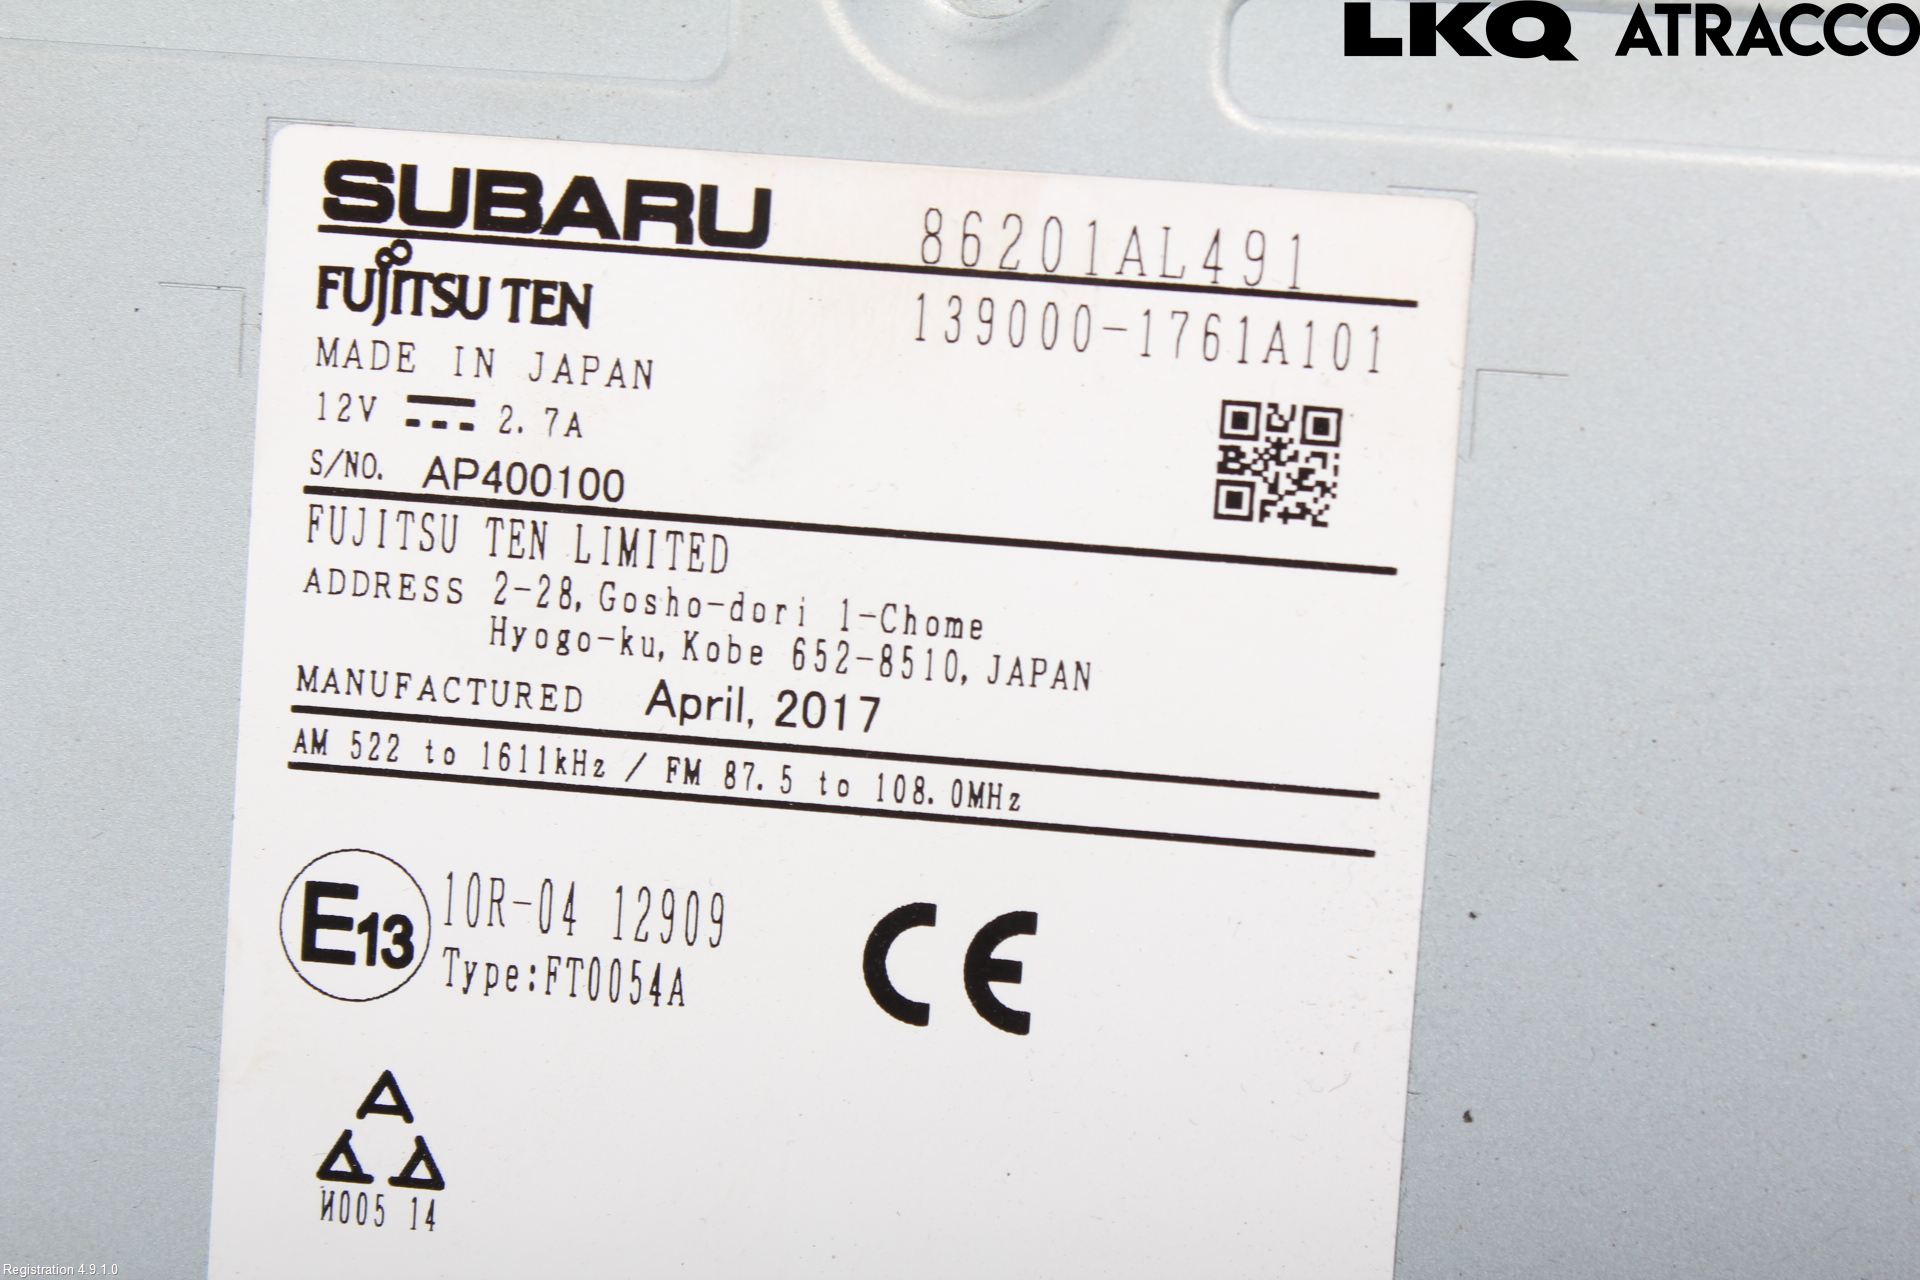 LKQ ATRACCO
SUBARU 86201AL491
FUJITSU TEN 139000-1761A101
MADE IN JAPAN
12V 2.7A
S/NO. AP400100
FUJITSU TEN LIMITED
ADDRESS 2-28, Gosho-dori 1-Chome
Hyogo-ku, Kobe 652-8510, JAPAN
MANUFACTURED April, 2017
AM 522 to 1611kHz / FM 87.5 to 108.0MHz
E13 10R-04 12909
Type:FT0054A
CE
И005 14
Registration 4.9.1.0